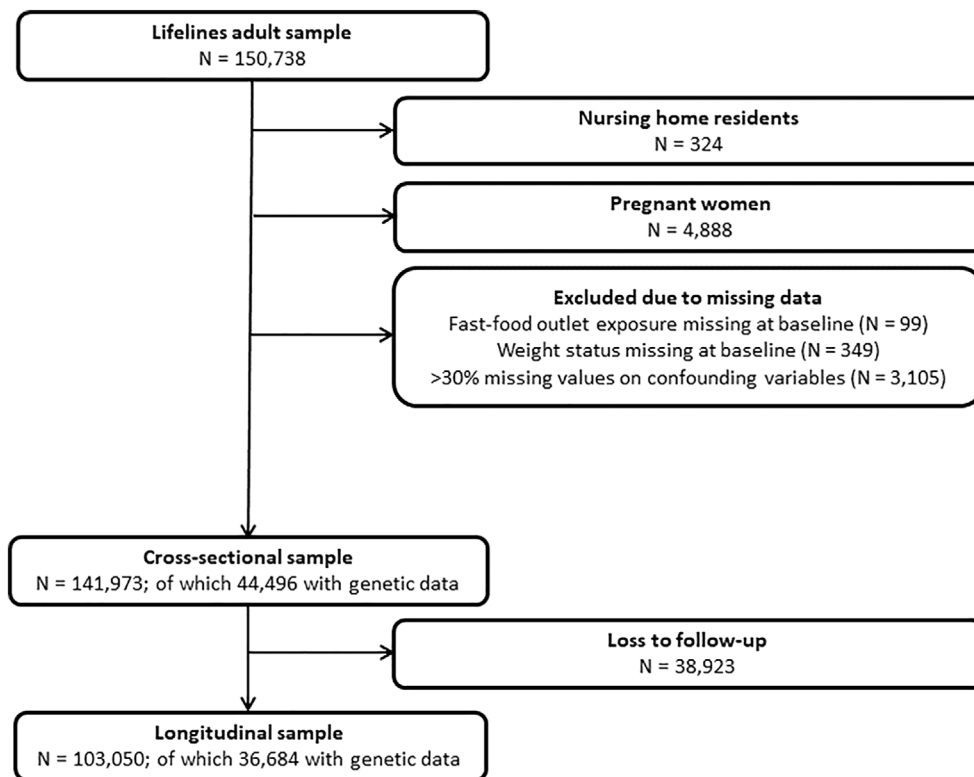 Lifelines adult sample
N = 150,738
Nursing home residents
N = 324
Pregnant women
N = 4,888
Excluded due to missing data
Fast-food outlet exposure missing at baseline (N = 99)
Weight status missing at baseline (N = 349)
>30% missing values on confounding variables (N = 3,105)
Cross-sectional sample
N = 141,973; of which 44,496 with genetic data
Loss to follow-up
N = 38,923
Longitudinal sample
N = 103,050; of which 36,684 with genetic data